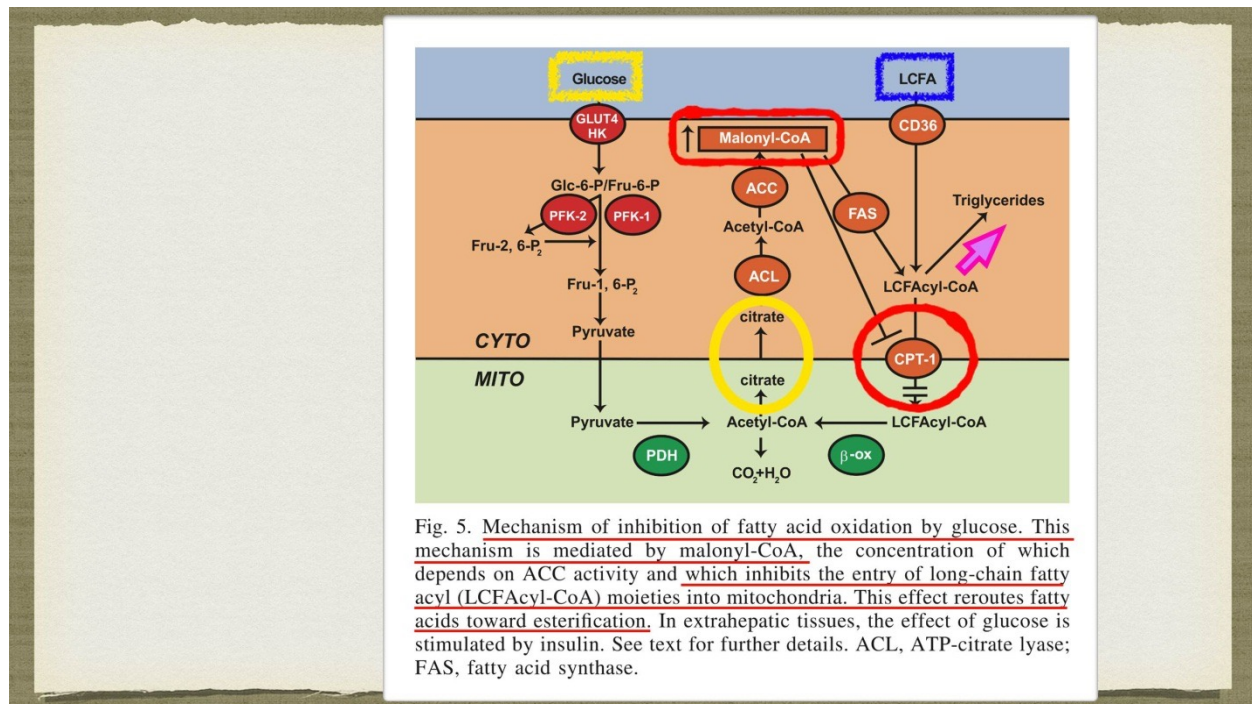 Glucose
LCFA
GLUT4
HK
↑ Malonyl-CoA
CD36
Glc-6-P/Fru-6-P
ACC
Triglycerides
PFK-2
PFK-1
FAS
Acetyl-CoA
Fru-2, 6-P₂
ACL
LCFAcyl-CoA
Fru-1, 6-P₂
citrate
Pyruvate
CYTO
CPT-1
MITO
citrate
Pyruvate
Acetyl-CoA
LCFAcyl-CoA
PDH
β-ox
CO₂+H₂O
Fig. 5. Mechanism of inhibition of fatty acid oxidation by glucose. This
mechanism is mediated by malonyl-CoA, the concentration of which
depends on ACC activity and which inhibits the entry of long-chain fatty
acyl (LCFAcyl-CoA) moieties into mitochondria. This effect reroutes fatty
acids toward esterification. In extrahepatic tissues, the effect of glucose is
stimulated by insulin. See text for further details. ACL, ATP-citrate lyase;
FAS, fatty acid synthase.